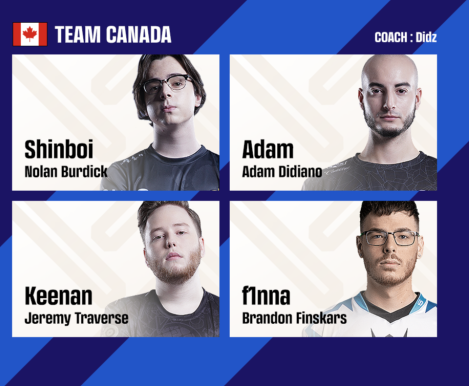 TEAM CANADA
COACH : Didz
Shinboi
Nolan Burdick
Adam
Adam Didiano
Keenan
Jeremy Traverse
f1nna
Brandon Finskars